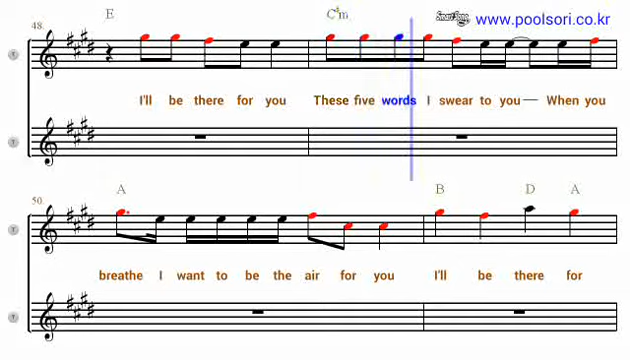 SmartSong www.poolsori.co.kr
48 E C#m
I'll be there for you These five words I swear to you— When you
50 A B D A
breathe I want to be the air for you I'll be there for